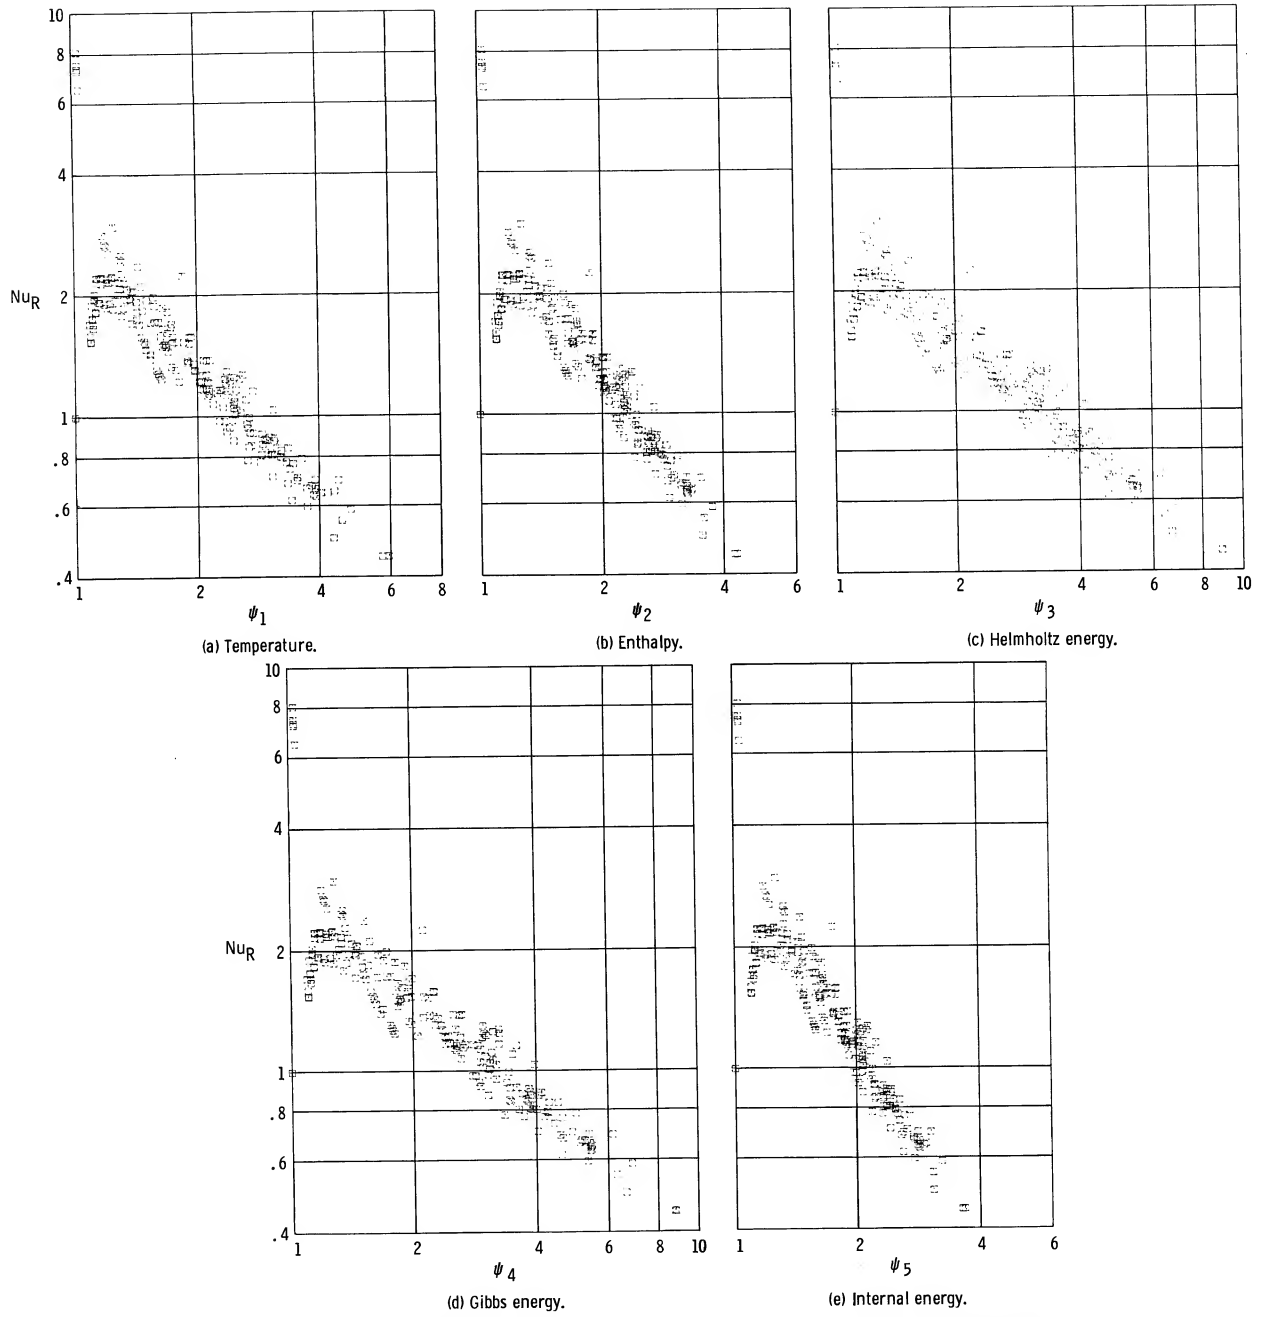 10
8
6
4
Nu_R 2
1
.8
.6
.4
1 2 4 6 8
ψ_1
(a) Temperature.
1 2 4 6
ψ_2
(b) Enthalpy.
1 2 4 6 8 10
ψ_3
(c) Helmholtz energy.
10
8
6
4
Nu_R 2
1
.8
.6
.4
1 2 4 6 8 10
ψ_4
(d) Gibbs energy.
1 2 4 6
ψ_5
(e) Internal energy.